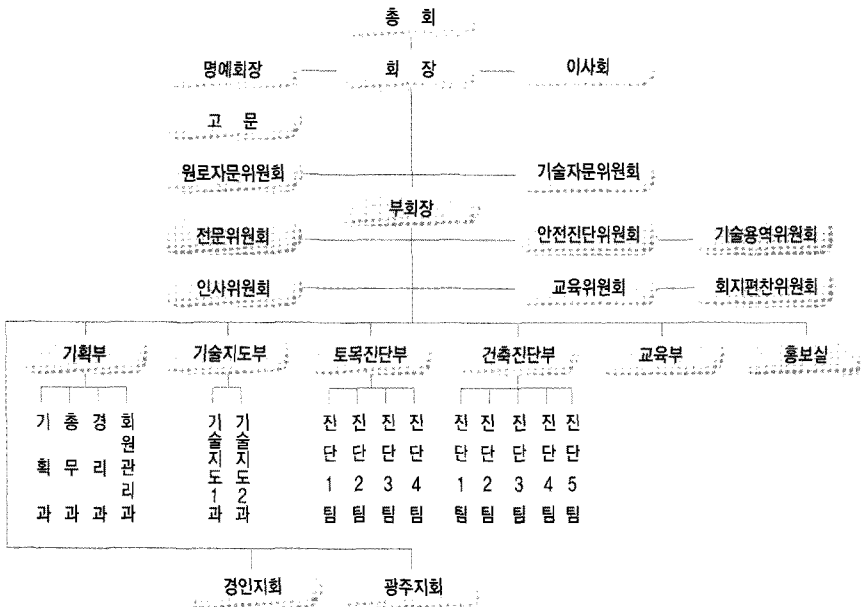 총 회
명예회장 회 장 이사회
고 문
원로자문위원회 기술자문위원회
부회장
전문위원회 안전진단위원회 기술용역위원회
인사위원회 교육위원회 회지편찬위원회
기획부 기술지도부 토목진단부 건축진단부 교육부 홍보실
기획과
총무과
경리과
회원관리과
기술지도1과
기술지도2과
진단1팀
진단2팀
진단3팀
진단4팀
진단1팀
진단2팀
진단3팀
진단4팀
진단5팀
경인지회 광주지회